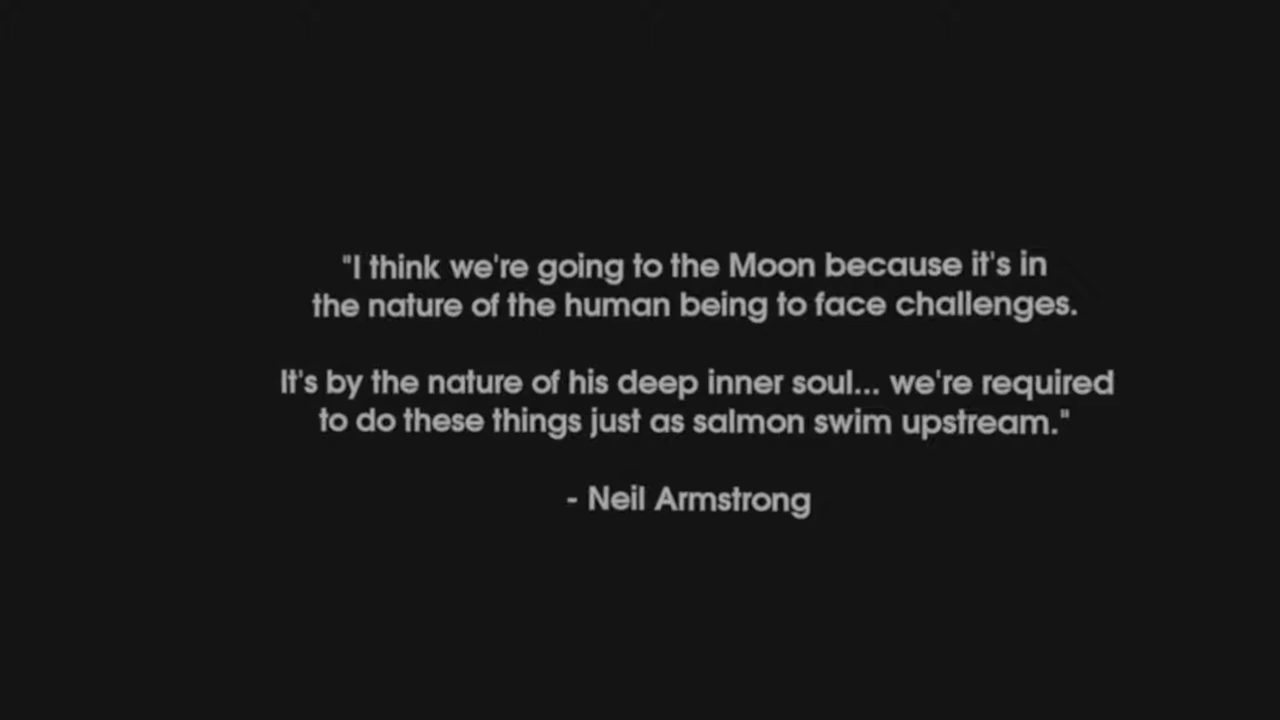 "I think we're going to the Moon because it's in
the nature of the human being to face challenges.
It's by the nature of his deep inner soul... we're required
to do these things just as salmon swim upstream."
- Neil Armstrong